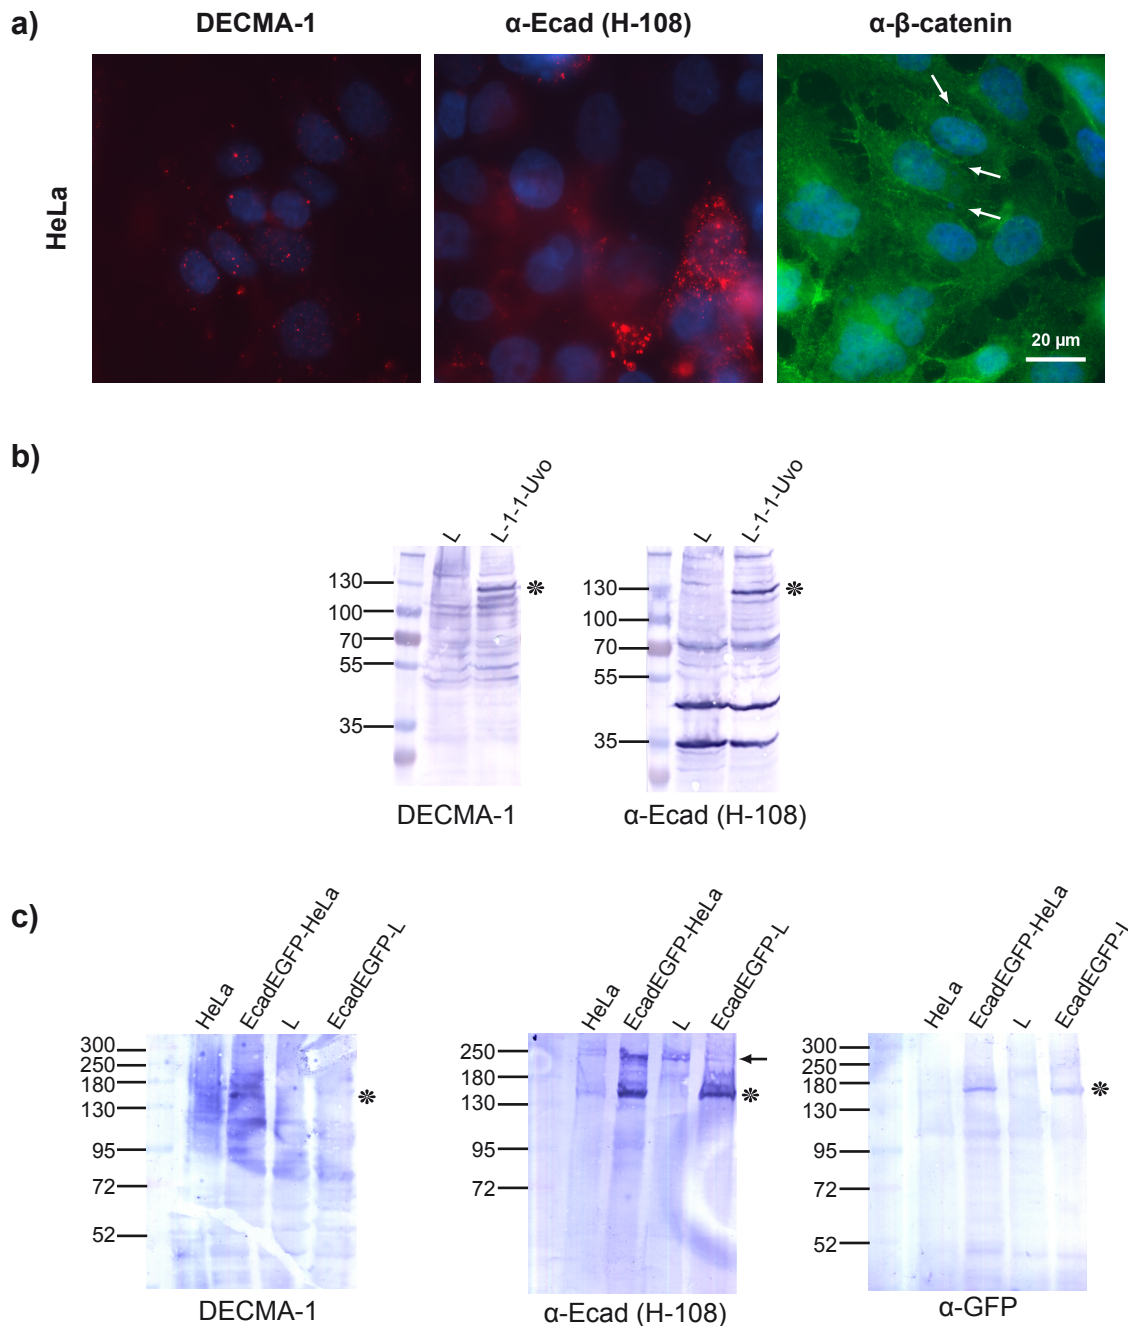 a)
DECMA-1
α-Ecad (H-108)
α-β-catenin
HeLa
20 µm
b)
L
L-1-1-Uvo
L
L-1-1-Uvo
130
100
70
55
35
*
130
100
70
55
35
*
DECMA-1
α-Ecad (H-108)
c)
HeLa
EcadEGFP-HeLa
L
EcadEGFP-L
HeLa
EcadEGFP-HeLa
L
EcadEGFP-L
HeLa
EcadEGFP-HeLa
L
EcadEGFP-L
300
250
180
130
95
72
52
*
250
180
130
95
72
*
300
250
180
130
95
72
52
*
DECMA-1
α-Ecad (H-108)
α-GFP